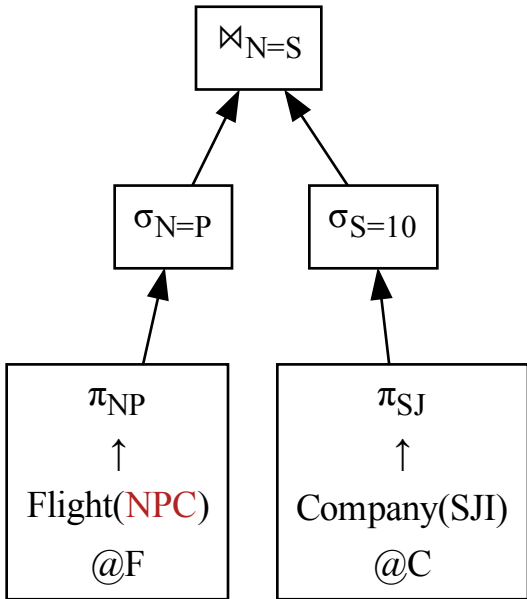 ⋈N=S
σN=P
σS=10
πNP
↑
Flight(NPC)
@F
πSJ
↑
Company(SJI)
@C